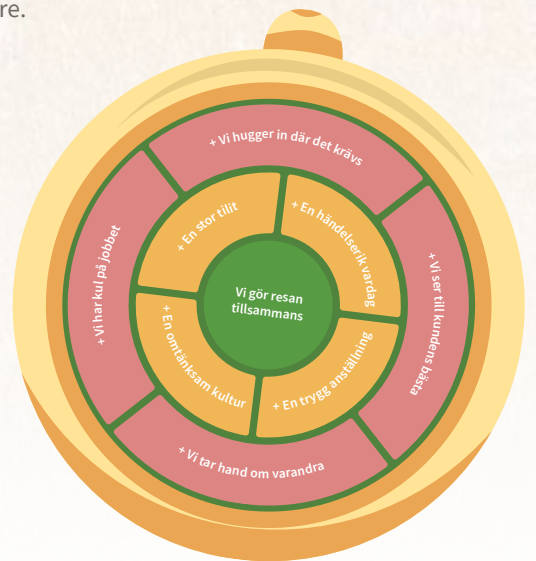 re.
+ Vi hugger in där det krävs
+ Vi ser till kundens bästa
+ Vi tar hand om varandra
+ Vi har kul på jobbet
+ En stor tilit
+ En händelserik vardag
+ En trygg anställning
+ En omtänksam kultur
Vi gör resan
tillsammans